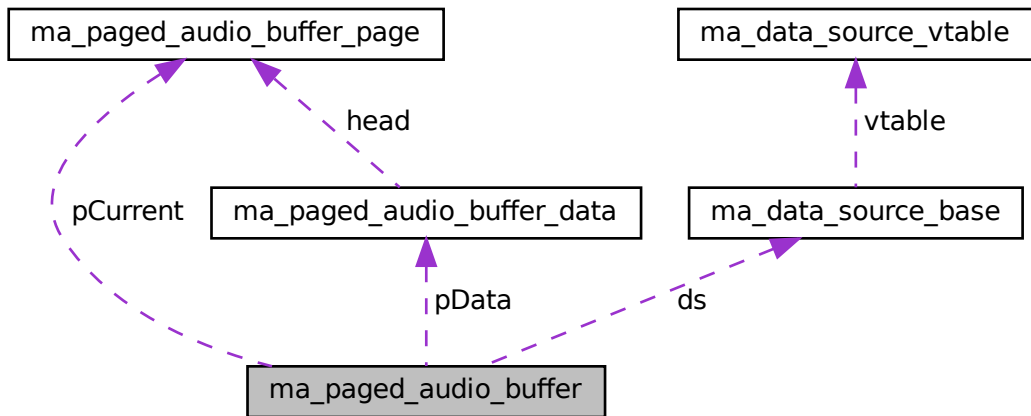 ma_paged_audio_buffer_page
ma_data_source_vtable
head
vtable
pCurrent
ma_paged_audio_buffer_data
ma_data_source_base
pData
ds
ma_paged_audio_buffer